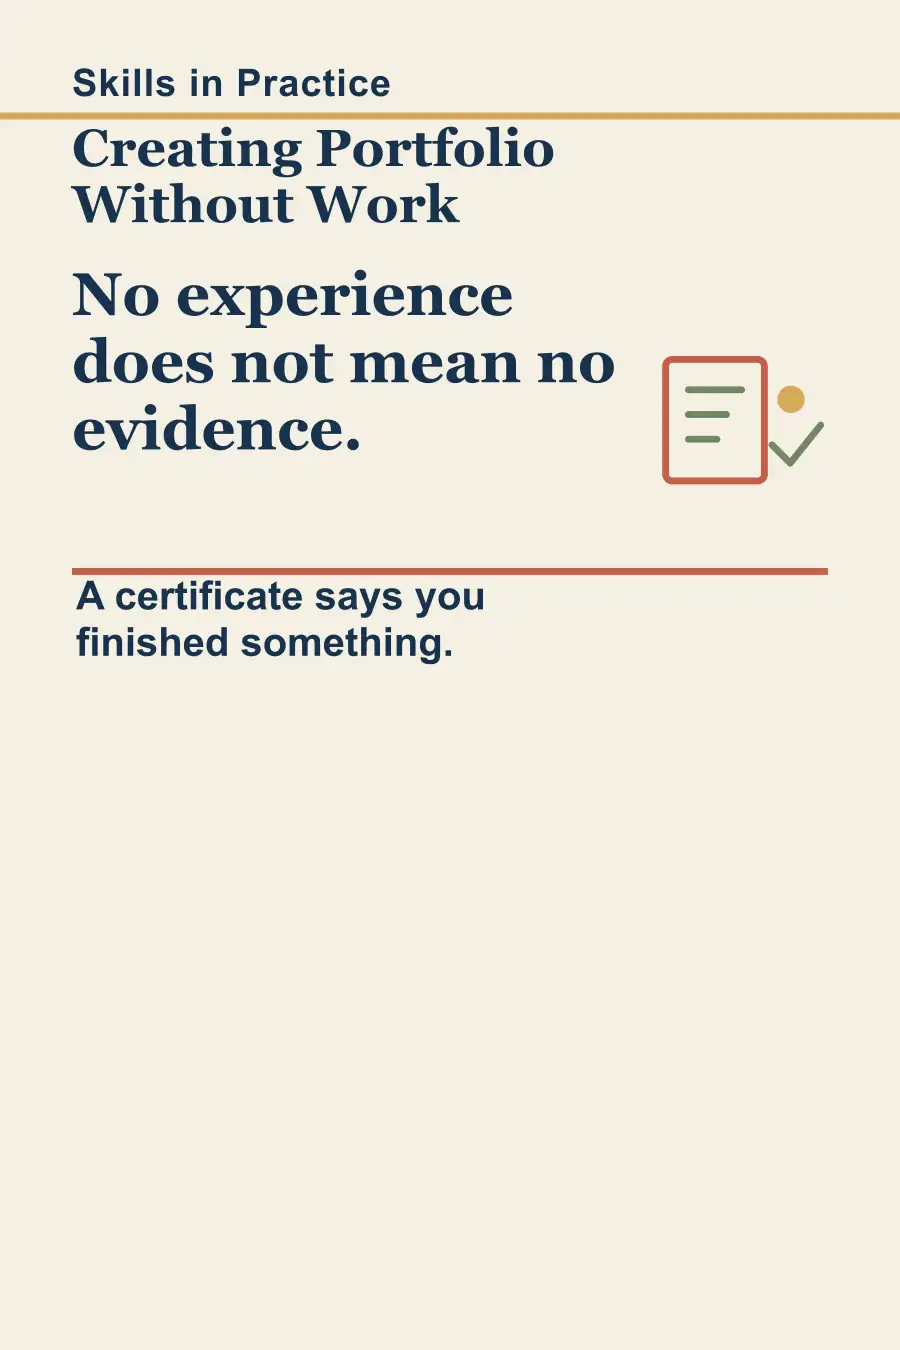 Skills in Practice
Creating Portfolio
Without Work
No experience
does not mean no
evidence.
A certificate says you
finished something.